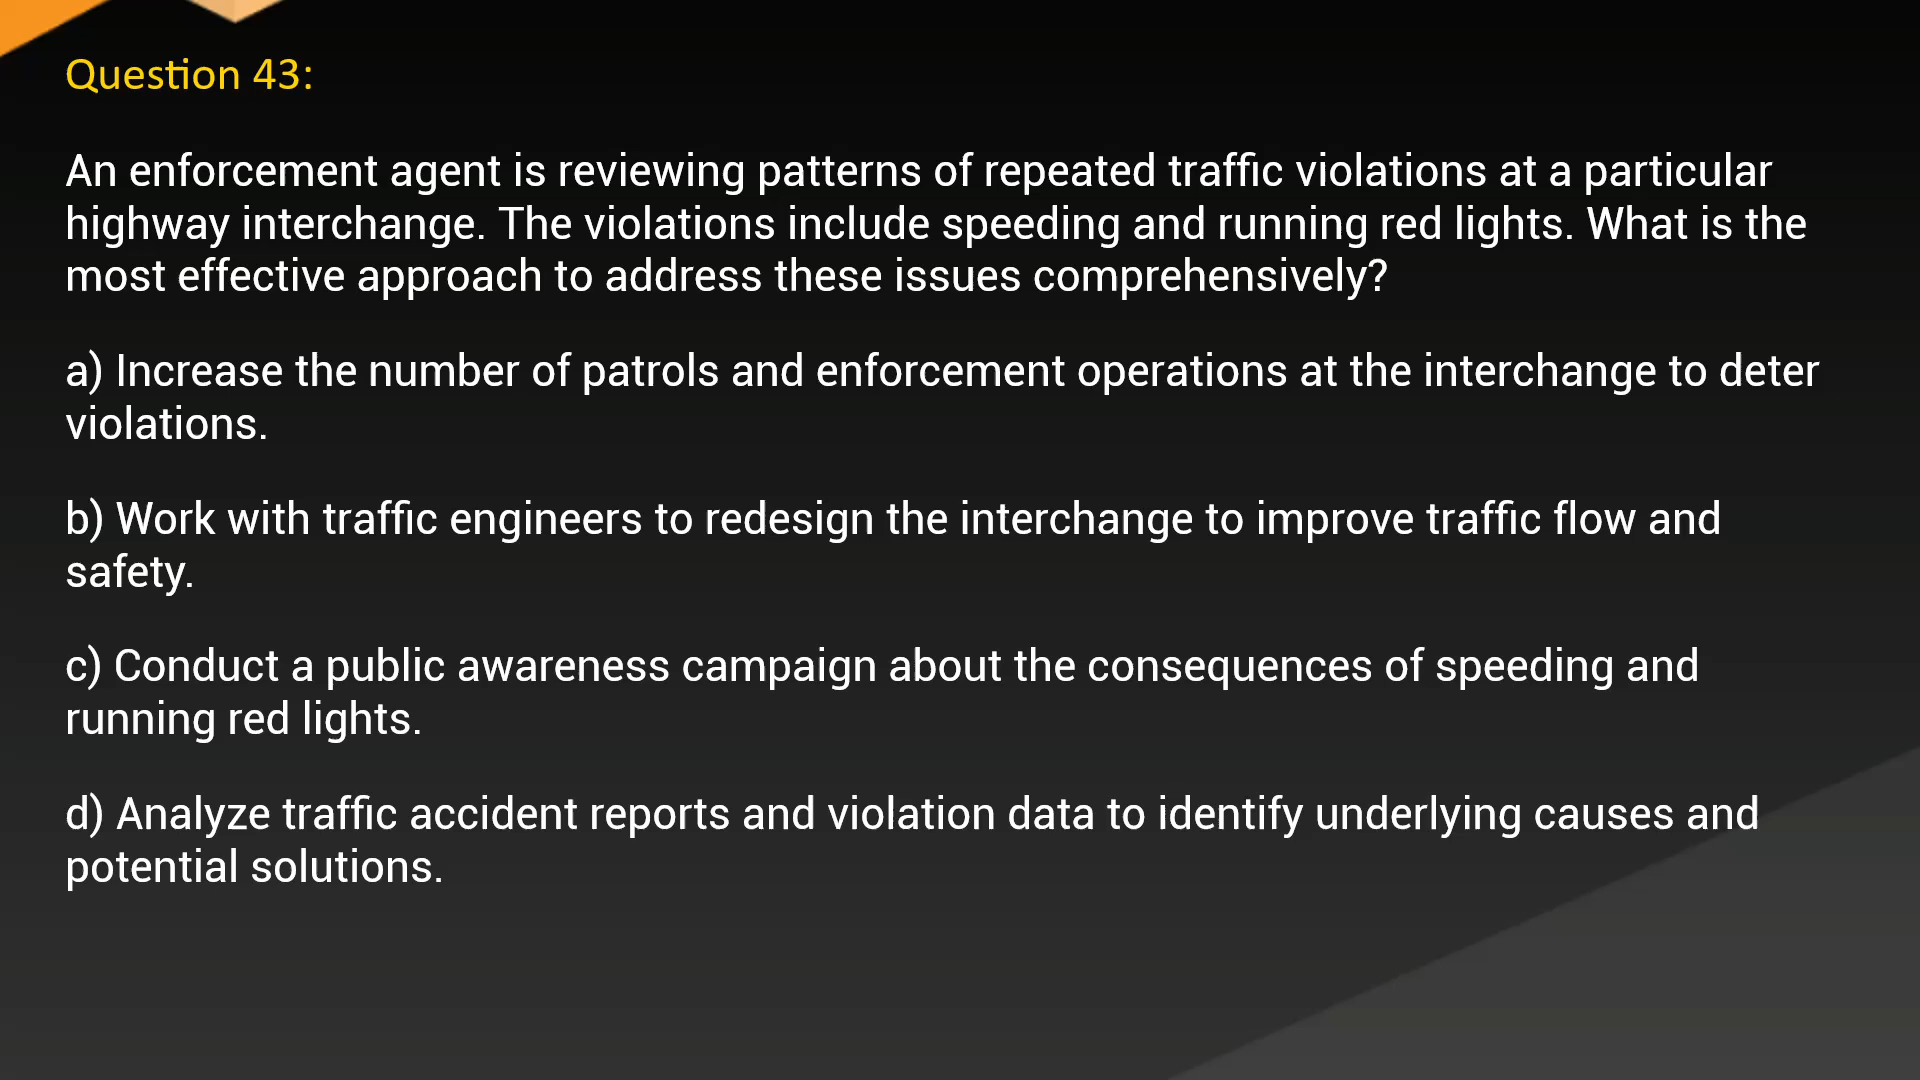 Question 43:
An enforcement agent is reviewing patterns of repeated traffic violations at a particular
highway interchange. The violations include speeding and running red lights. What is the
most effective approach to address these issues comprehensively?
a) Increase the number of patrols and enforcement operations at the interchange to deter
violations.
b) Work with traffic engineers to redesign the interchange to improve traffic flow and
safety.
c) Conduct a public awareness campaign about the consequences of speeding and
running red lights.
d) Analyze traffic accident reports and violation data to identify underlying causes and
potential solutions.